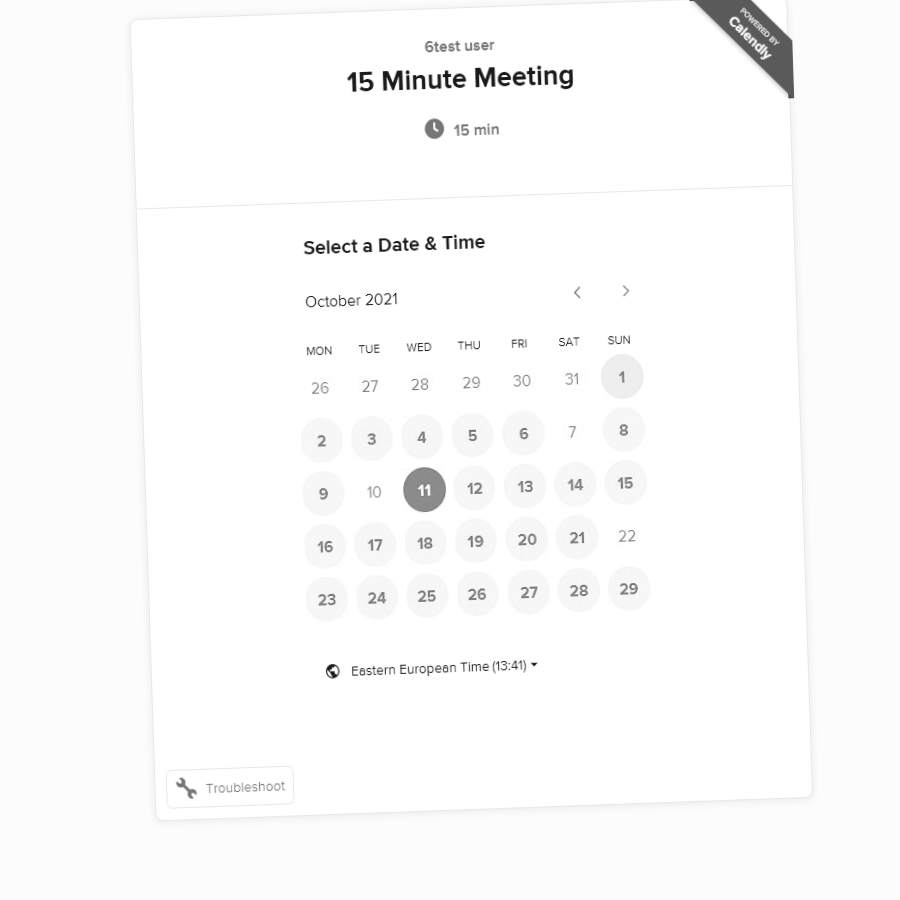 POWERED BY
Calendly
6test user
15 Minute Meeting
15 min
Select a Date & Time
October 2021
MON TUE WED THU FRI SAT SUN
26 27 28 29 30 31 1
2 3 4 5 6 7 8
9 10 11 12 13 14 15
16 17 18 19 20 21 22
23 24 25 26 27 28 29
Eastern European Time (13:41)
Troubleshoot